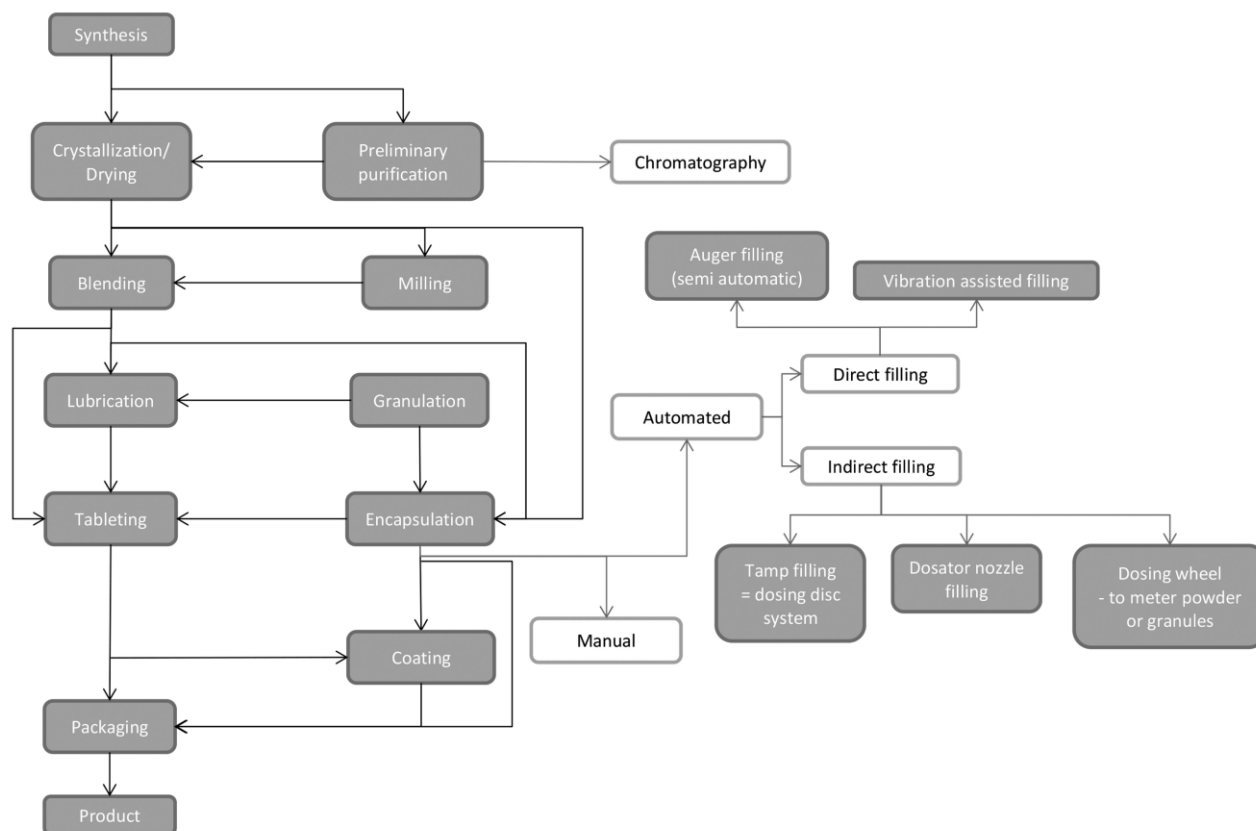 Synthesis
Crystallization/
Drying
Preliminary
purification
Chromatography
Blending
Milling
Auger filling
(semi automatic)
Vibration assisted filling
Direct filling
Lubrication
Granulation
Automated
Indirect filling
Tableting
Encapsulation
Tamp filling
= dosing disc
system
Dosator nozzle
filling
Dosing wheel
- to meter powder
or granules
Manual
Coating
Packaging
Product